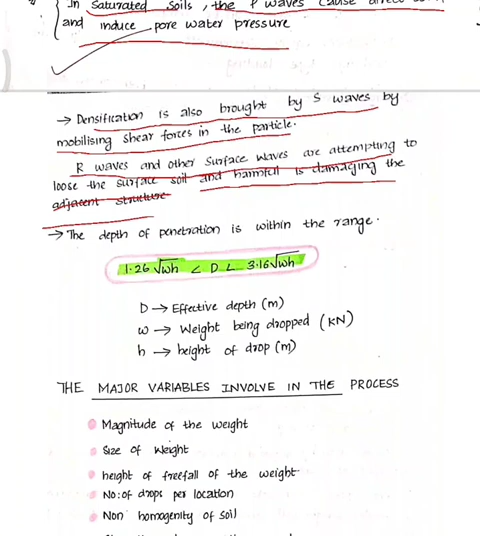 In saturated soils, the P waves cause direct
and induce pore water pressure
→ Densification is also brought by S waves by
mobilising shear forces in the particle.
R waves and other surface waves are attempting to
loose the surface soil and harmful is damaging the
adjacent struture
→ The depth of penetration is within the range.
1.26 √wh < D < 3.16√wh
D → Effective depth (m)
w → Weight being dropped (KN)
h → height of drop (m)
THE MAJOR VARIABLES INVOLVE IN THE PROCESS
Magnitude of the weight
Size of Weight
height of freefall of the weight
No: of drops per location
Non homogenity of soil